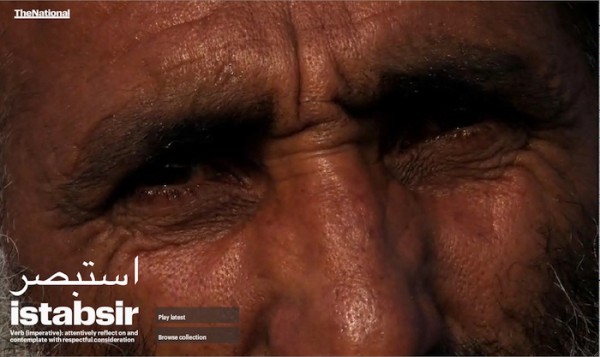 TheNational
استبصر
istabsir
Verb (imperative): attentively reflect on and
contemplate with respectful consideration
Play latest
Browse collection